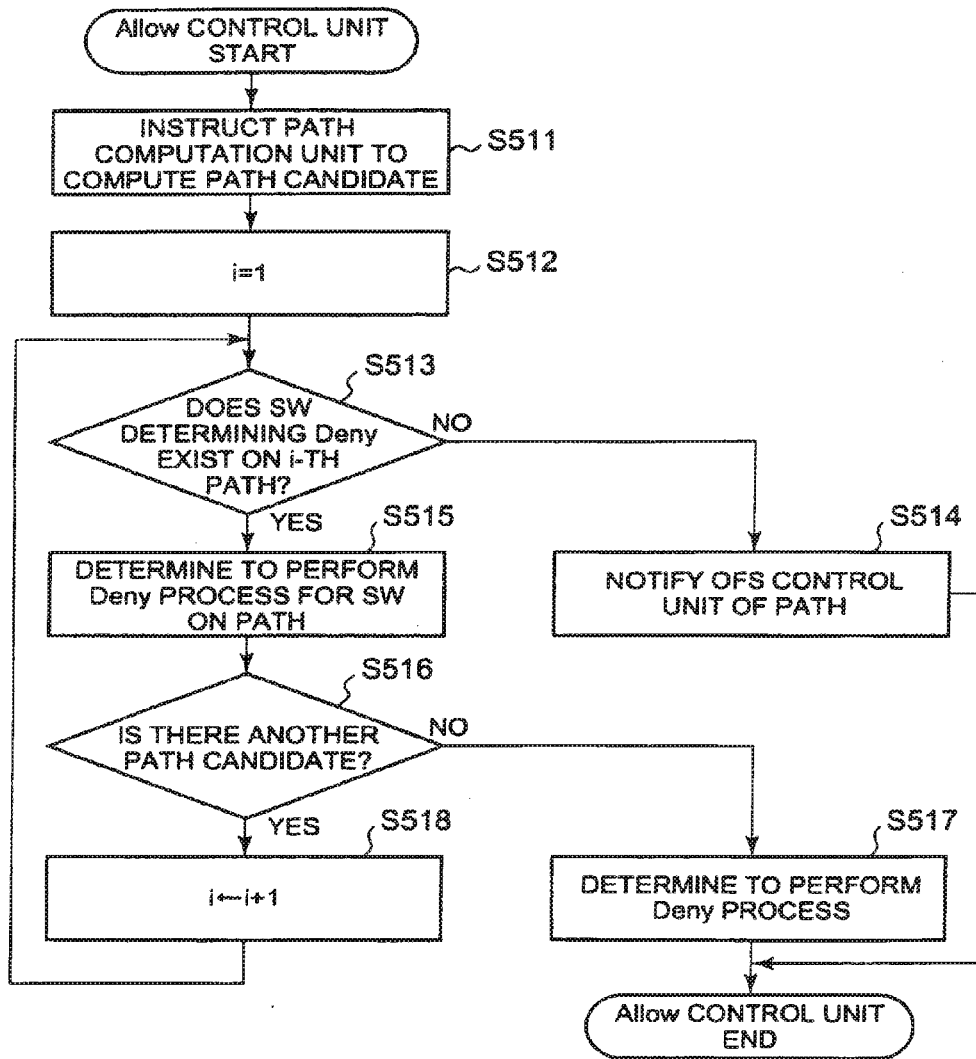 Allow CONTROL UNIT
START
INSTRUCT PATH
COMPUTATION UNIT TO
COMPUTE PATH CANDIDATE
S511
i=1
S512
S513
DOES SW
DETERMINING Deny
EXIST ON i-TH
PATH?
NO
YES
S515
DETERMINE TO PERFORM
Deny PROCESS FOR SW
ON PATH
S514
NOTIFY OFS CONTROL
UNIT OF PATH
S516
IS THERE ANOTHER
PATH CANDIDATE?
NO
YES
S518
i←i+1
S517
DETERMINE TO PERFORM
Deny PROCESS
Allow CONTROL UNIT
END